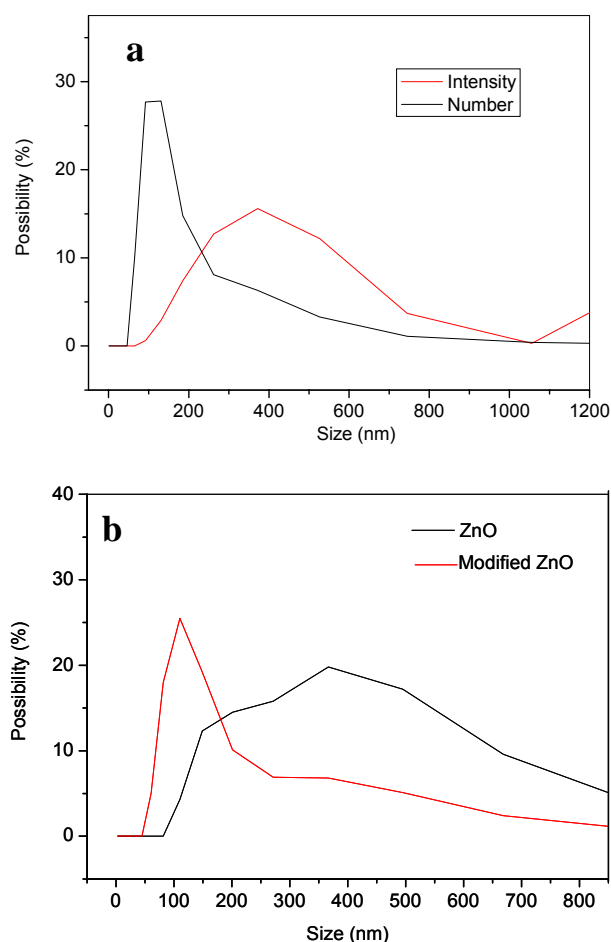 a
Intensity
Number
Possibility (%)
30
20
10
0
0 200 400 600 800 1000 1200
Size (nm)
b
ZnO
Modified ZnO
Possibility (%)
40
30
20
10
0
0 100 200 300 400 500 600 700 800
Size (nm)